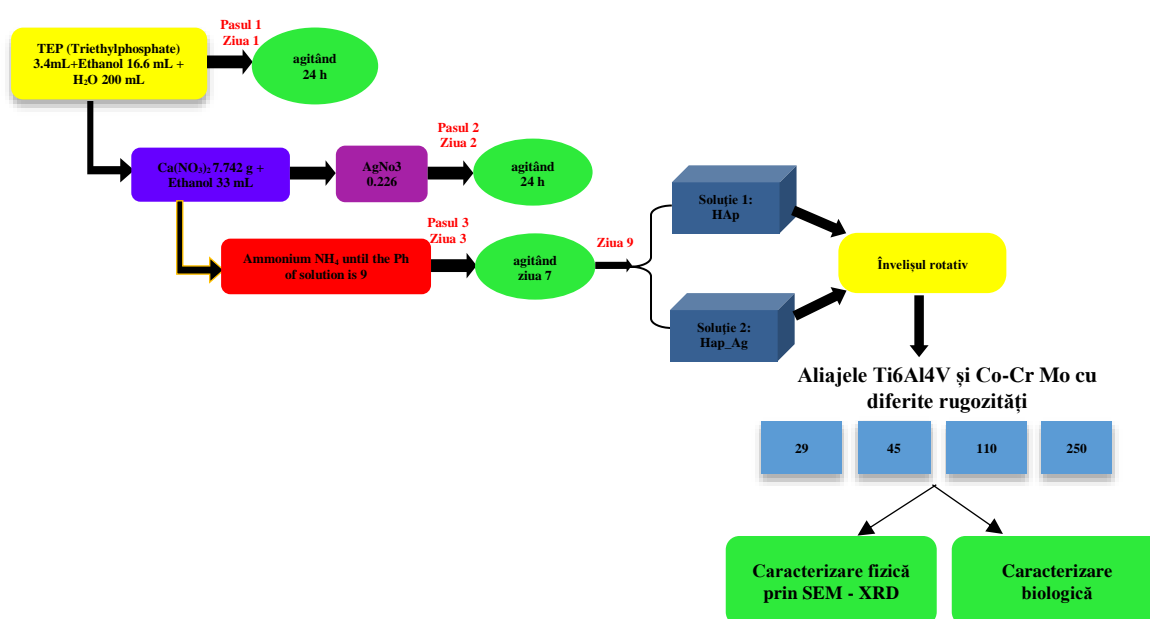 Pasul 1
Ziua 1
TEP (Triethylphosphate)
3.4mL+Ethanol 16.6 mL +
H₂O 200 mL
agitând
24 h
Pasul 2
Ziua 2
Ca(NO₃)₂ 7.742 g +
Ethanol 33 mL
AgNo3
0.226
agitând
24 h
Pasul 3
Ziua 3
Ammonium NH₄ until the Ph
of solution is 9
agitând
ziua 7
Ziua 9
Soluție 1:
HAp
Soluție 2:
Hap_Ag
Învelișul rotativ
Aliajele Ti6Al4V și Co-Cr Mo cu
diferite rugozități
29
45
110
250
Caracterizare fizică
prin SEM - XRD
Caracterizare
biologică